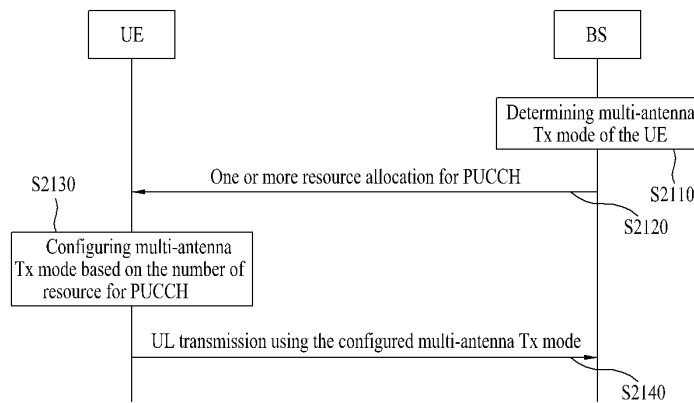 UE
BS
Determining multi-antenna
Tx mode of the UE
S2110
One or more resource allocation for PUCCH
S2120
S2130
Configuring multi-antenna
Tx mode based on the number of
resource for PUCCH
UL transmission using the configured multi-antenna Tx mode
S2140